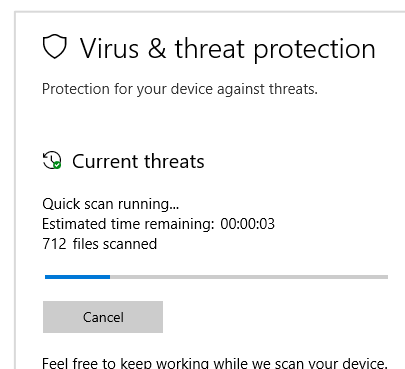 Virus & threat protection
Protection for your device against threats.
Current threats
Quick scan running...
Estimated time remaining: 00:00:03
712 files scanned
Cancel
Feel free to keep working while we scan your device.